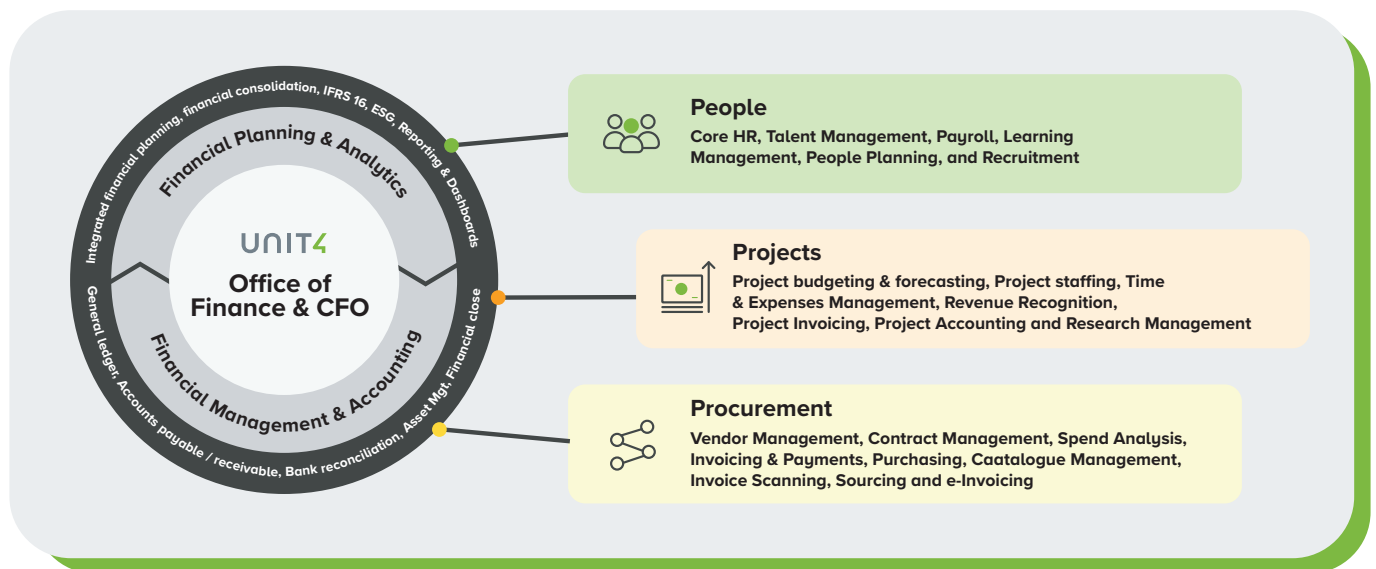 Integrated financial planning, financial consolidation, IFRS 16, ESG, Reporting & Dashboards
Financial Planning & Analytics
UNIT4
Office of
Finance & CFO
Financial Management & Accounting
General ledger, Accounts payable / receivable, Bank reconciliation, Asset Mgt, Financial close
People
Core HR, Talent Management, Payroll, Learning
Management, People Planning, and Recruitment
Projects
Project budgeting & forecasting, Project staffing, Time
& Expenses Management, Revenue Recognition,
Project Invoicing, Project Accounting and Research Management
Procurement
Vendor Management, Contract Management, Spend Analysis,
Invoicing & Payments, Purchasing, Caatalogue Management,
Invoice Scanning, Sourcing and e-Invoicing